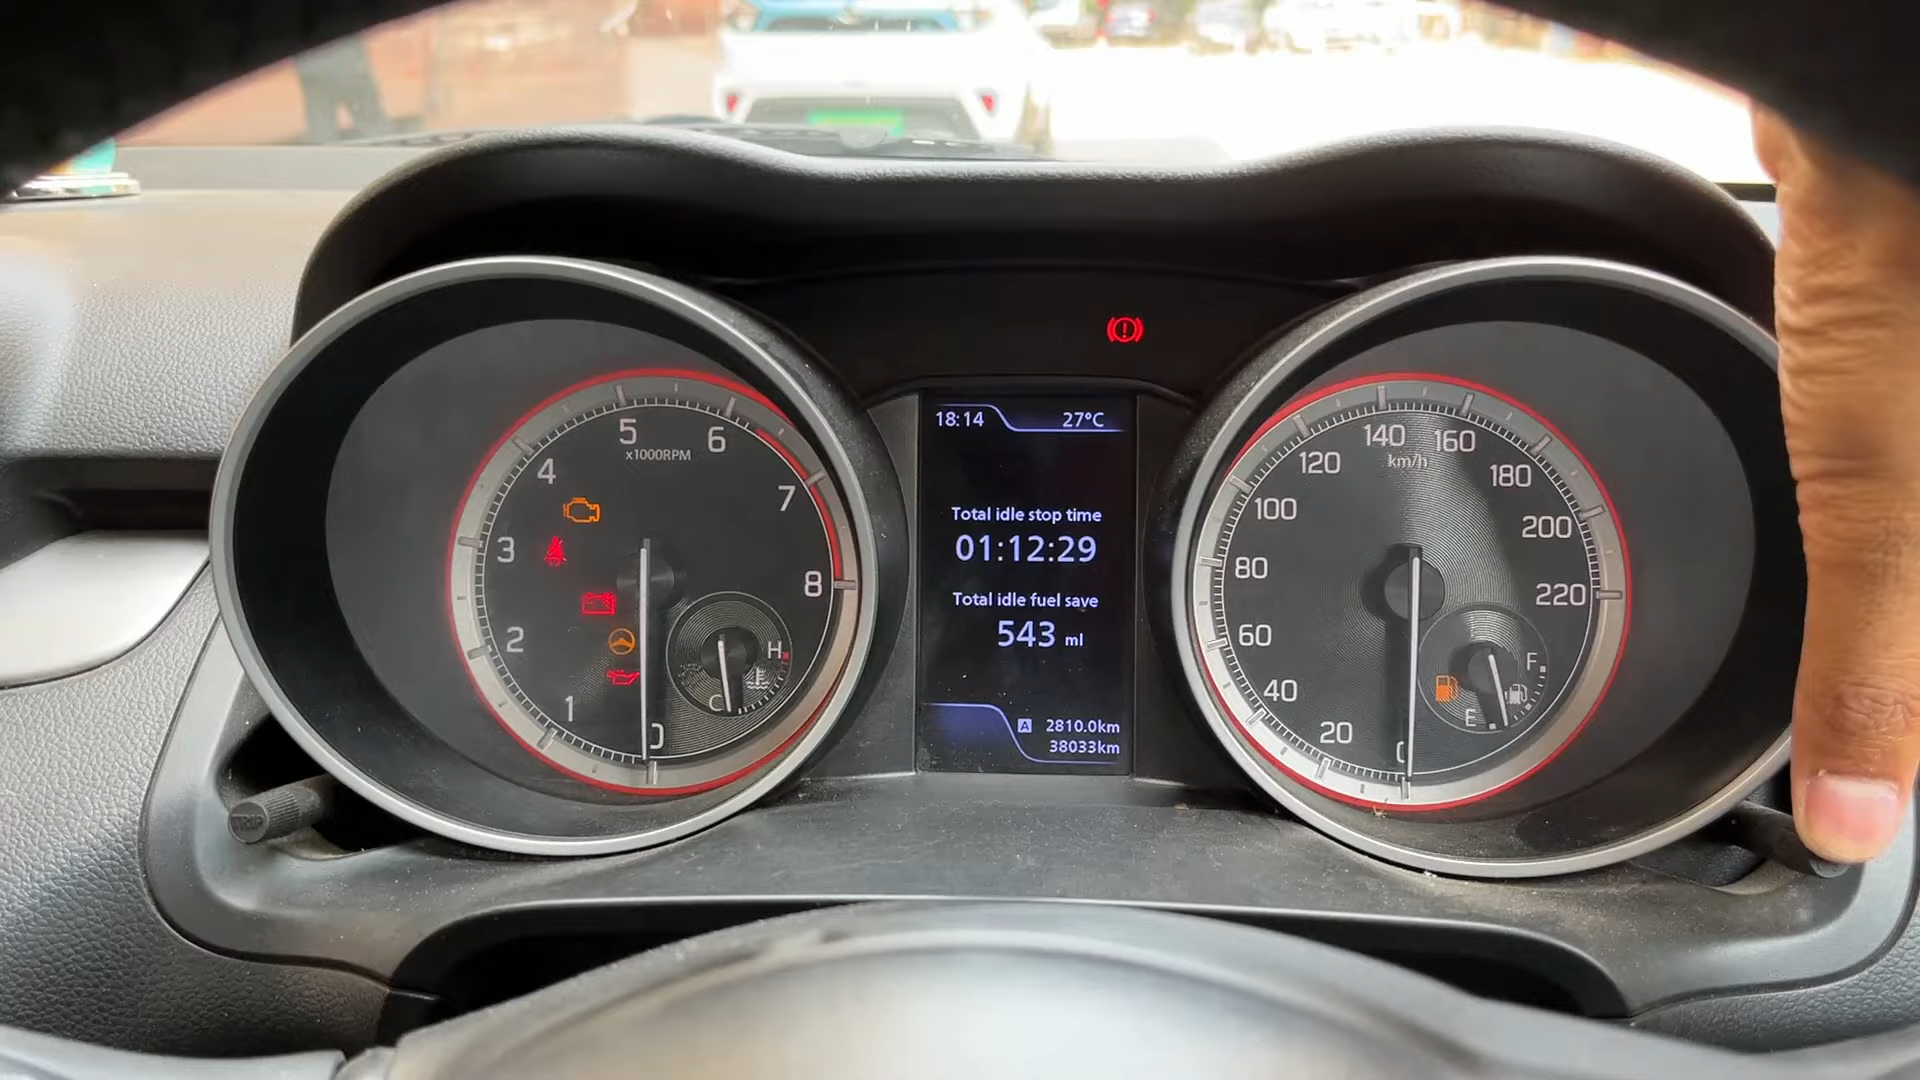 18:14 27°C
Total idle stop time
01:12:29
Total idle fuel save
543 ml
A 2810.0km
38033km
5
6
x1000RPM
4
7
3
8
2
1
0
H
C
140
160
km/h
120
180
100
200
80
220
60
40
20
0
F
E